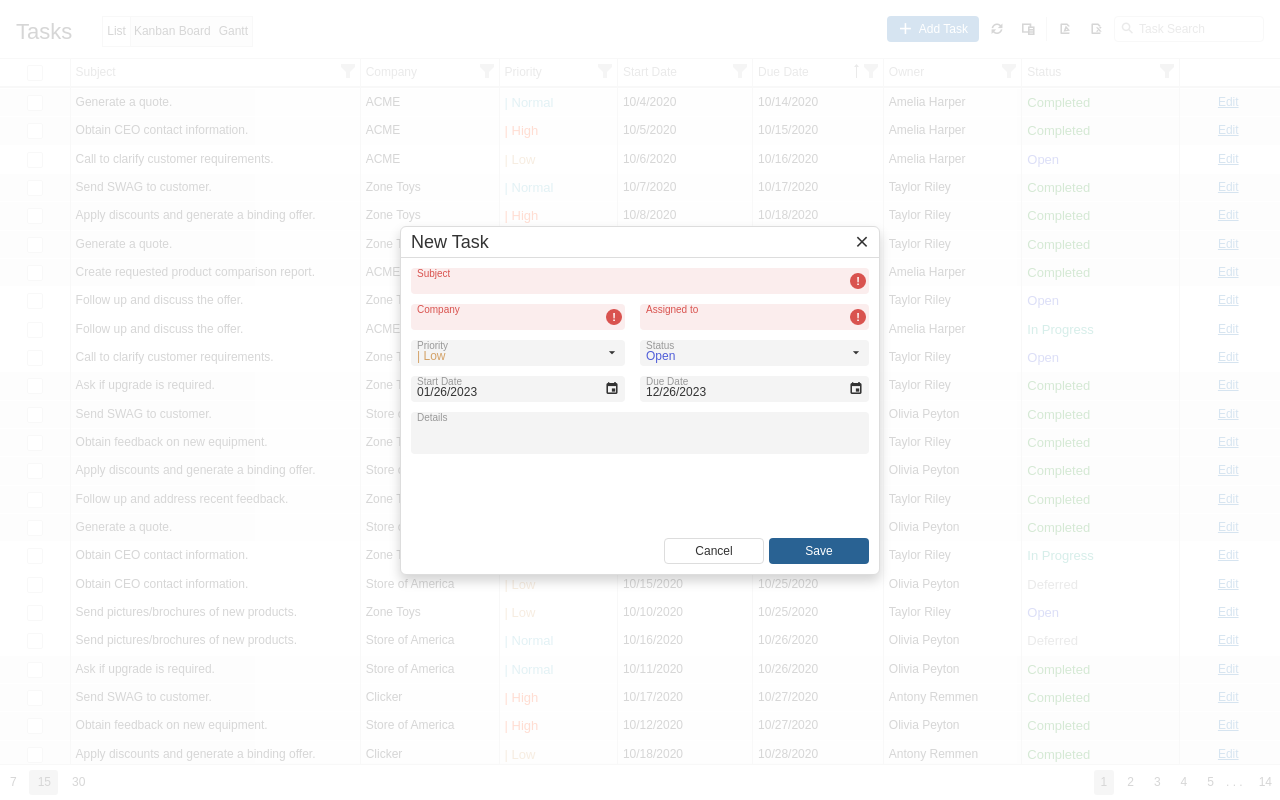 Tasks List Kanban Board Gantt Add Task Task Search
Subject Company Priority Start Date Due Date Owner Status
Generate a quote. ACME | Normal 10/4/2020 10/14/2020 Amelia Harper Completed Edit
Obtain CEO contact information. ACME | High 10/5/2020 10/15/2020 Amelia Harper Completed Edit
Call to clarify customer requirements. ACME | Low 10/6/2020 10/16/2020 Amelia Harper Open Edit
Send SWAG to customer. Zone Toys | Normal 10/7/2020 10/17/2020 Taylor Riley Completed Edit
Apply discounts and generate a binding offer. Zone Toys | High 10/8/2020 10/18/2020 Taylor Riley Completed Edit
Generate a quote. Zone Taylor Riley Completed Edit
Create requested product comparison report. ACME Amelia Harper Completed Edit
Follow up and discuss the offer. Zone Taylor Riley Open Edit
Follow up and discuss the offer. ACME Amelia Harper In Progress Edit
Call to clarify customer requirements. Zone Taylor Riley Open Edit
Ask if upgrade is required. Zone Taylor Riley Completed Edit
Send SWAG to customer. Store Olivia Peyton Completed Edit
Obtain feedback on new equipment. Zone Taylor Riley Completed Edit
Apply discounts and generate a binding offer. Store Olivia Peyton Completed Edit
Follow up and address recent feedback. Zone Taylor Riley Completed Edit
Generate a quote. Store Olivia Peyton Completed Edit
Obtain CEO contact information. Zone Taylor Riley In Progress Edit
Obtain CEO contact information. Store of America | Low 10/15/2020 10/25/2020 Olivia Peyton Deferred Edit
Send pictures/brochures of new products. Zone Toys | Low 10/10/2020 10/25/2020 Taylor Riley Open Edit
Send pictures/brochures of new products. Store of America | Normal 10/16/2020 10/26/2020 Olivia Peyton Deferred Edit
Ask if upgrade is required. Store of America | Normal 10/11/2020 10/26/2020 Olivia Peyton Completed Edit
Send SWAG to customer. Clicker | High 10/17/2020 10/27/2020 Antony Remmen Completed Edit
Obtain feedback on new equipment. Store of America | High 10/12/2020 10/27/2020 Olivia Peyton Completed Edit
Apply discounts and generate a binding offer. Clicker | Low 10/18/2020 10/28/2020 Antony Remmen Completed Edit
7 15 30 1 2 3 4 5 . . . 14
New Task
Subject
Company Assigned to
Priority Status
| Low Open
Start Date Due Date
01/26/2023 12/26/2023
Details
Cancel Save